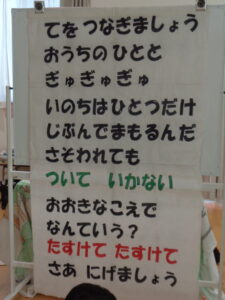 てを つなぎましょう
おうちの ひとと
ぎゅぎゅぎゅ
いのちは ひとつだけ
じぶんで まもるんだ
さそわれても
ついて いかない
おおきなこえで
なんていう？
たすけて たすけて
さあ にげましょう